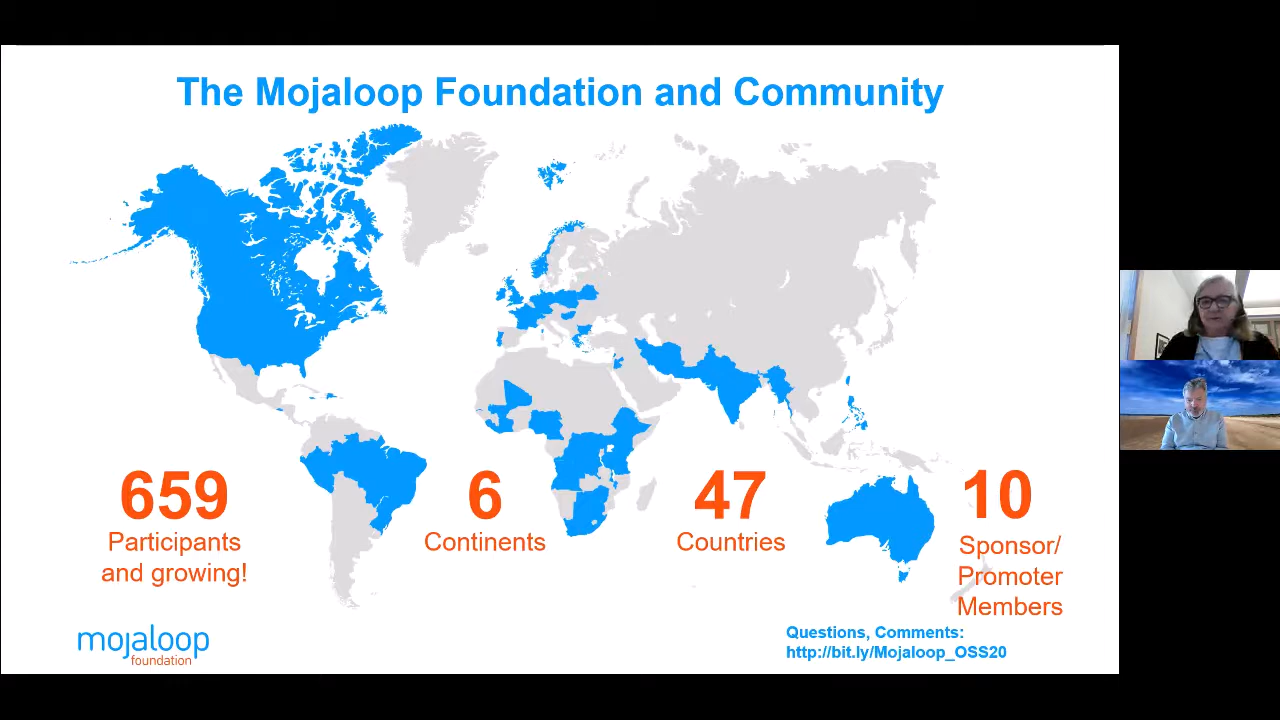 The Mojaloop Foundation and Community
659
Participants
and growing!
6
Continents
47
Countries
10
Sponsor/
Promoter
Members
mojaloop
foundation
Questions, Comments:
http://bit.ly/Mojaloop_OSS20